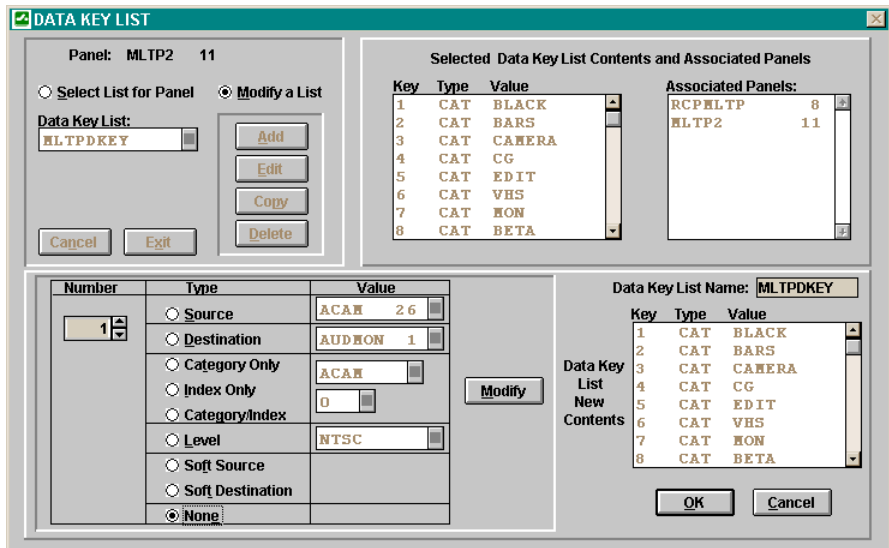 DATA KEY LIST
Panel: MLTP2 11
Select List for Panel
Modify a List
Data Key List:
MLTPDKEY
Add
Edit
Copy
Delete
Cancel
Exit
Selected Data Key List Contents and Associated Panels
Key Type Value
1 CAT BLACK
2 CAT BARS
3 CAT CAMERA
4 CAT CG
5 CAT EDIT
6 CAT VHS
7 CAT MON
8 CAT BETA
Associated Panels:
RCPMLTP 8
MLTP2 11
Number Type Value
1
Source ACAM 26
Destination AUDMON 1
Category Only ACAM
Index Only 0
Category/Index
Level NTSC
Soft Source
Soft Destination
None
Modify
Data Key List Name: MLTPDKEY
Data Key
List
New
Contents
Key Type Value
1 CAT BLACK
2 CAT BARS
3 CAT CAMERA
4 CAT CG
5 CAT EDIT
6 CAT VHS
7 CAT MON
8 CAT BETA
OK
Cancel